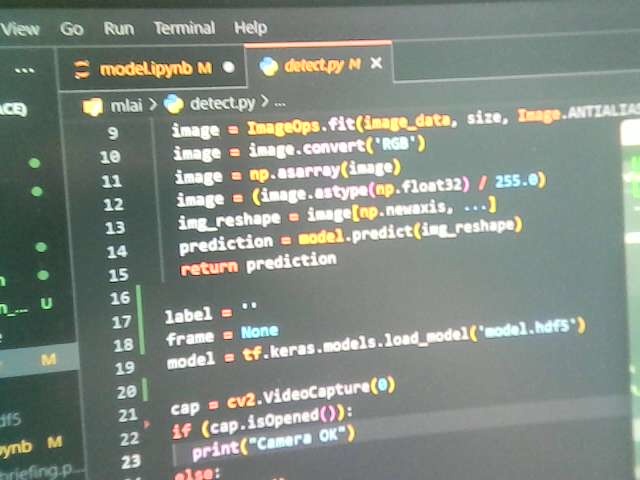 View Go Run Terminal Help
... model.ipynb M ● detect.py M ×
mlai > detect.py > ...
9 image = ImageOps.fit(image_data, size, Image.ANTIALIAS
10 image = image.convert('RGB')
11 image = np.asarray(image)
12 image = (image.astype(np.float32) / 255.0)
13 img_reshape = image[np.newaxis, ...]
14 prediction = model.predict(img_reshape)
15 return prediction
16
17 label = ''
18 frame = None
19 model = tf.keras.models.load_model('model.hdf5')
20
21 cap = cv2.VideoCapture(0)
22 if (cap.isOpened()):
23 print("Camera OK")
else:
n_... U
M
df5
ynb M
briefing.p...